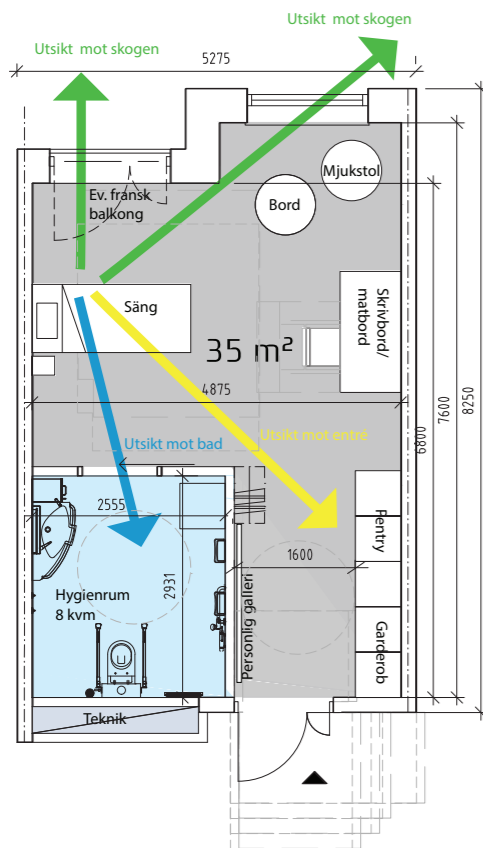 Utsikt mot skogen
Utsikt mot skogen
5275
Mjukstol
Ev. fransk
balkong
Bord
Säng
Skrivbord/
matbord
35 m²
4875
6800
7600
8250
Utsikt mot bad
Utsikt mot entré
2555
1600
2931
Pentry
Hygienrum
8 kvm
Personlig galleri
Garderob
Teknik